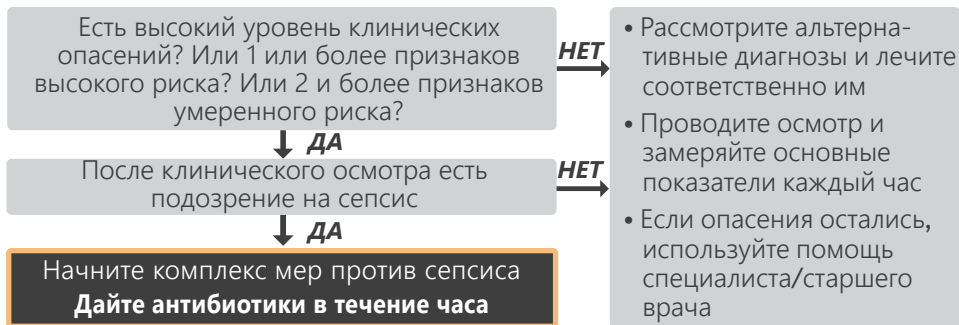 Есть высокий уровень клинических
опасений? Или 1 или более признаков
высокого риска? Или 2 и более признаков
умеренного риска?
НЕТ
ДА
После клинического осмотра есть
подозрение на сепсис
НЕТ
ДА
Начните комплекс мер против сепсиса
Дайте антибиотики в течение часа
• Рассмотрите альтерна-
тивные диагнозы и лечите
соответственно им
• Проводите осмотр и
замеряйте основные
показатели каждый час
• Если опасения остались,
используйте помощь
специалиста/старшего
врача